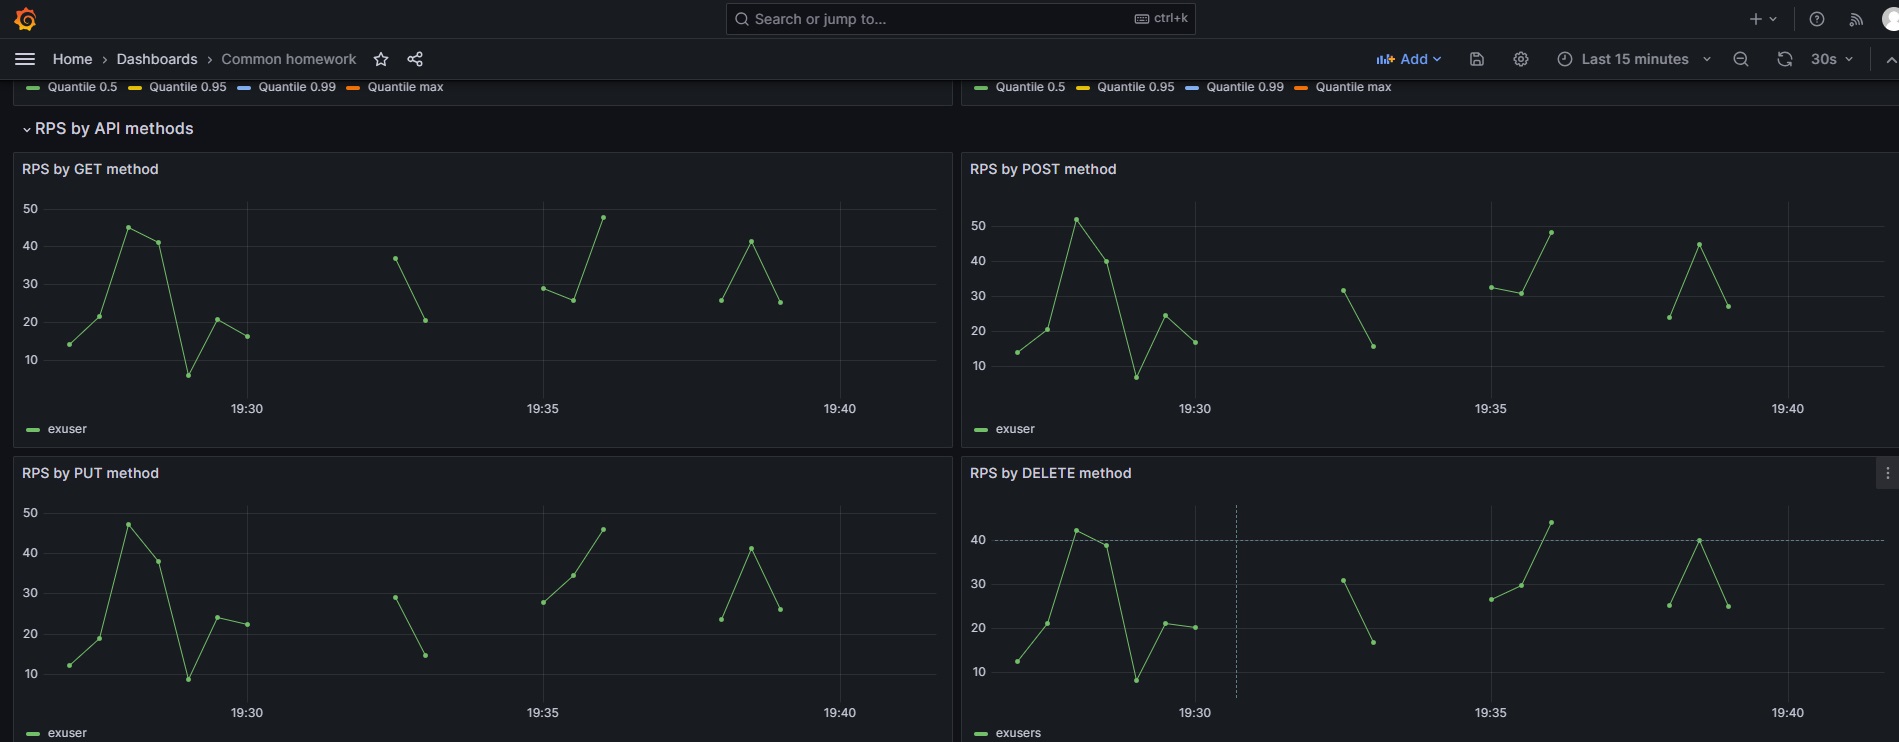 Search or jump to... ctrl+k
Home › Dashboards › Common homework Add Last 15 minutes 30s
Quantile 0.5 Quantile 0.95 Quantile 0.99 Quantile max
Quantile 0.5 Quantile 0.95 Quantile 0.99 Quantile max
RPS by API methods
RPS by GET method
50
40
30
20
10
19:30 19:35 19:40
exuser
RPS by POST method
50
40
30
20
10
19:30 19:35 19:40
exuser
RPS by PUT method
50
40
30
20
10
19:30 19:35 19:40
exuser
RPS by DELETE method
40
30
20
10
19:30 19:35 19:40
exusers